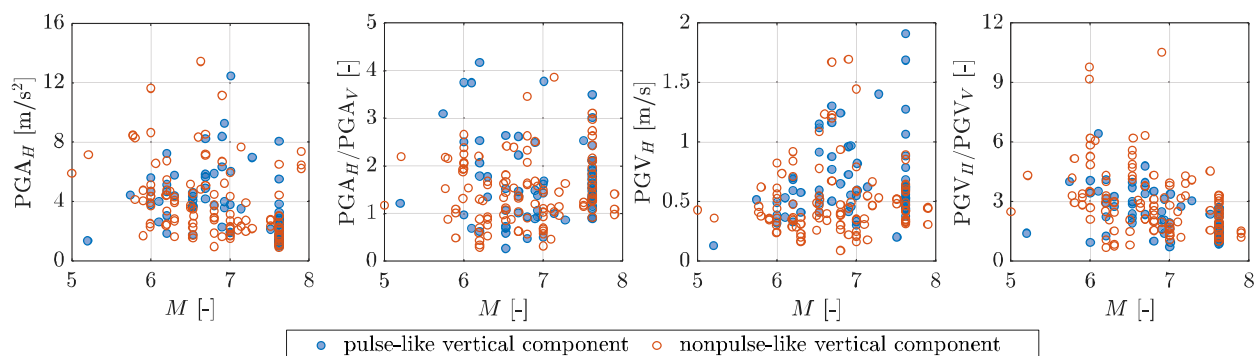 16
12
8
4
0
5 6 7 8
PGA_H [m/s²]
M [-]
5
4
3
2
1
0
5 6 7 8
PGA_H/PGA_V [-]
M [-]
2
1.5
1
0.5
0
5 6 7 8
PGV_H [m/s]
M [-]
12
9
6
3
0
5 6 7 8
PGV_H/PGV_V [-]
M [-]
pulse-like vertical component nonpulse-like vertical component